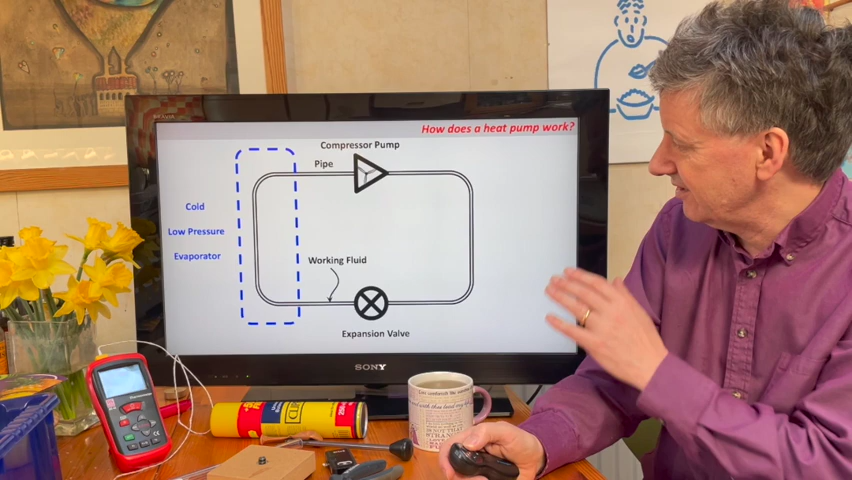 How does a heat pump work?
Compressor Pump
Pipe
Cold
Low Pressure
Evaporator
Working Fluid
Expansion Valve
SONY